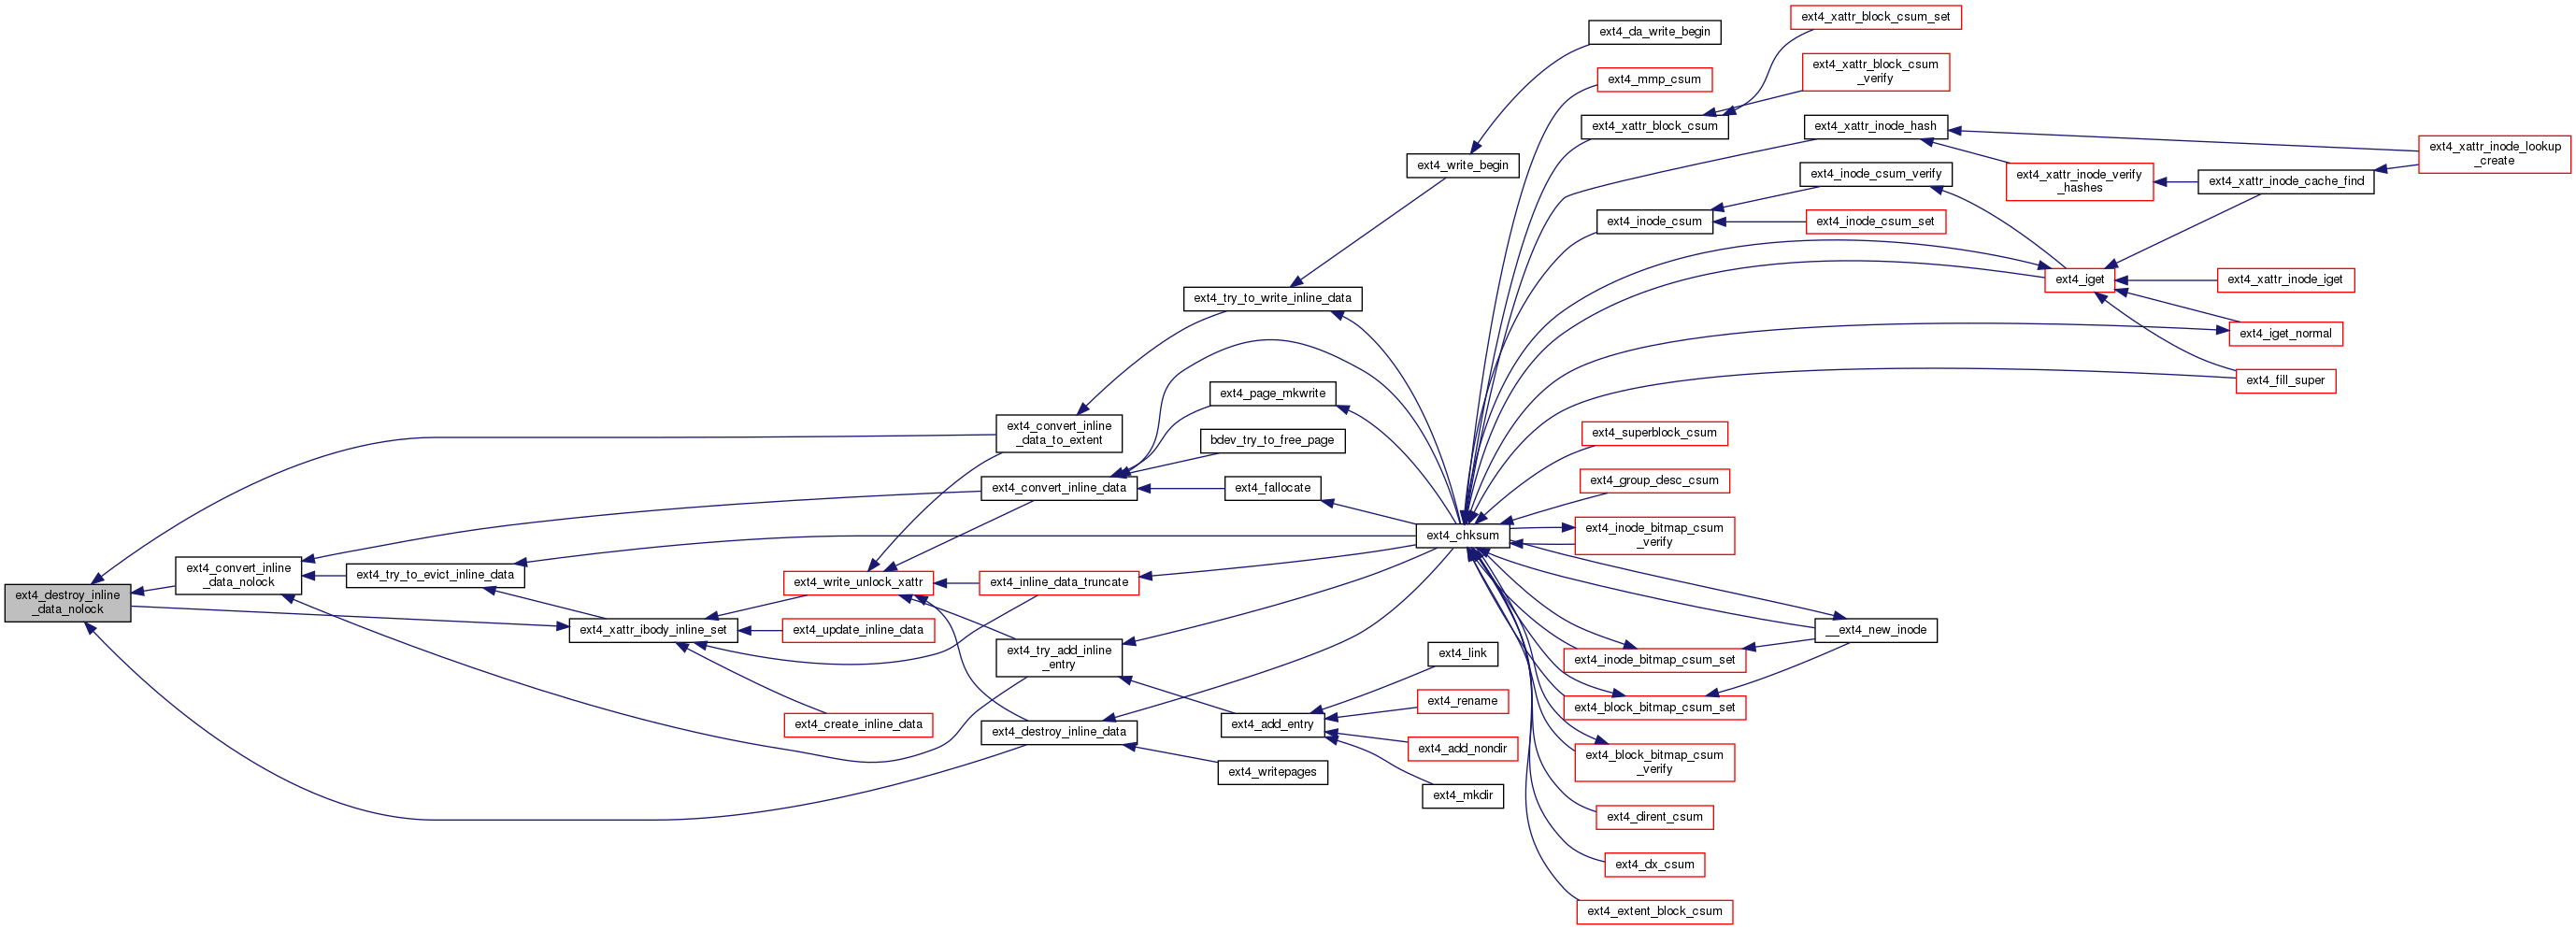 ext4_xattr_block_csum_set
ext4_da_write_begin
ext4_mmp_csum
ext4_xattr_block_csum
_verify
ext4_xattr_block_csum
ext4_xattr_inode_hash
ext4_xattr_inode_lookup
_create
ext4_write_begin
ext4_inode_csum_verify
ext4_xattr_inode_verify
_hashes
ext4_xattr_inode_cache_find
ext4_inode_csum
ext4_inode_csum_set
ext4_iget
ext4_xattr_inode_iget
ext4_try_to_write_inline_data
ext4_iget_normal
ext4_fill_super
ext4_page_mkwrite
ext4_convert_inline
_data_to_extent
bdev_try_to_free_page
ext4_superblock_csum
ext4_convert_inline_data
ext4_fallocate
ext4_group_desc_csum
ext4_chksum
ext4_inode_bitmap_csum
_verify
ext4_convert_inline
_data_nolock
ext4_try_to_evict_inline_data
ext4_write_unlock_xattr
ext4_inline_data_truncate
ext4_destroy_inline
_data_nolock
ext4_xattr_ibody_inline_set
ext4_update_inline_data
__ext4_new_inode
ext4_try_add_inline
_entry
ext4_link
ext4_inode_bitmap_csum_set
ext4_rename
ext4_block_bitmap_csum_set
ext4_create_inline_data
ext4_destroy_inline_data
ext4_add_entry
ext4_add_nondir
ext4_block_bitmap_csum
_verify
ext4_writepages
ext4_mkdir
ext4_dirent_csum
ext4_dx_csum
ext4_extent_block_csum